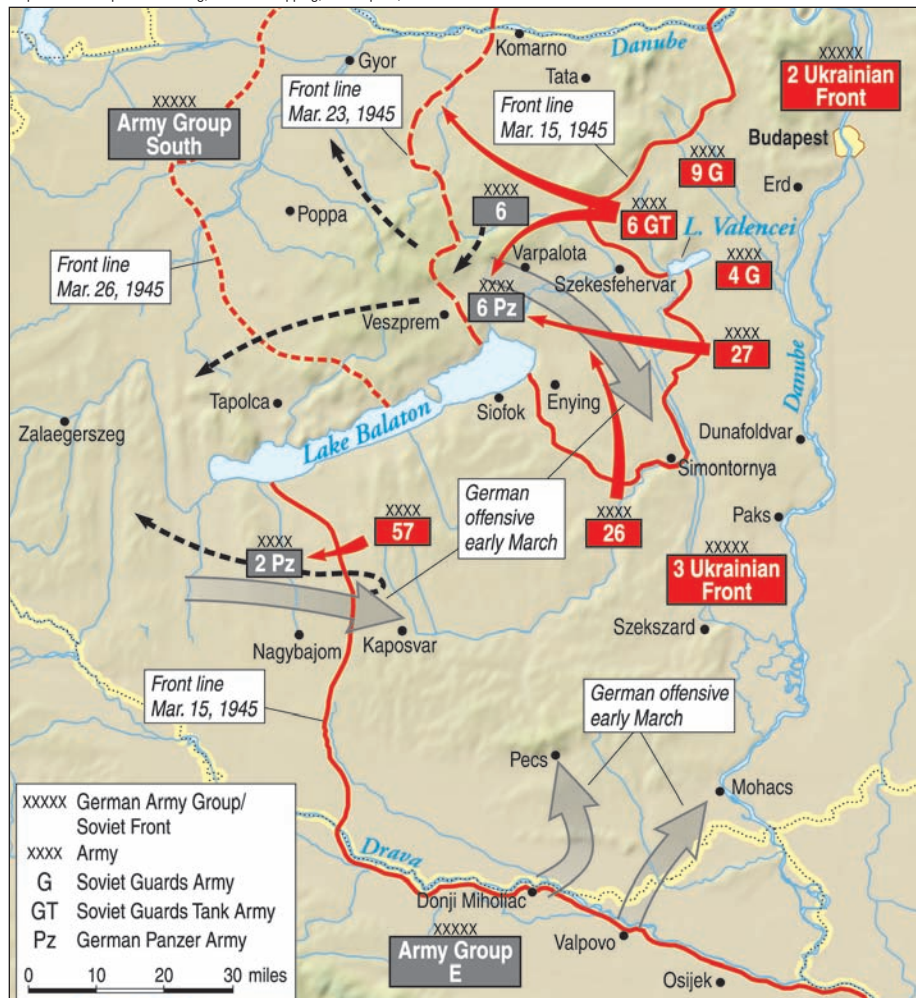 Komarno
Danube
Gyor
Tata
XXXXX
2 Ukrainian
Front
Front line
Mar. 23, 1945
Front line
Mar. 15, 1945
XXXXX
Army Group
South
Budapest
XXXX
9 G
Erd
XXXX
6
XXXX
6 GT
L. Valencei
Poppa
Varpalota
Szekesfehervar
XXXX
4 G
Front line
Mar. 26, 1945
XXXX
6 Pz
Veszprem
XXXX
27
Danube
Tapolca
Siofok
Enying
Lake Balaton
Zalaegerszeg
Dunafoldvar
Simontornya
German
offensive
early March
Paks
XXXX
57
XXXX
26
XXXX
2 Pz
XXXXX
3 Ukrainian
Front
Nagybajom
Kaposvar
Szekszard
Front line
Mar. 15, 1945
German offensive
early March
Pecs
Mohacs
XXXXX German Army Group/
Soviet Front
XXXX Army
G Soviet Guards Army
GT Soviet Guards Tank Army
Pz German Panzer Army
0 10 20 30 miles
Drava
Donji Miholiac
XXXXX
Army Group
E
Valpovo
Osijek